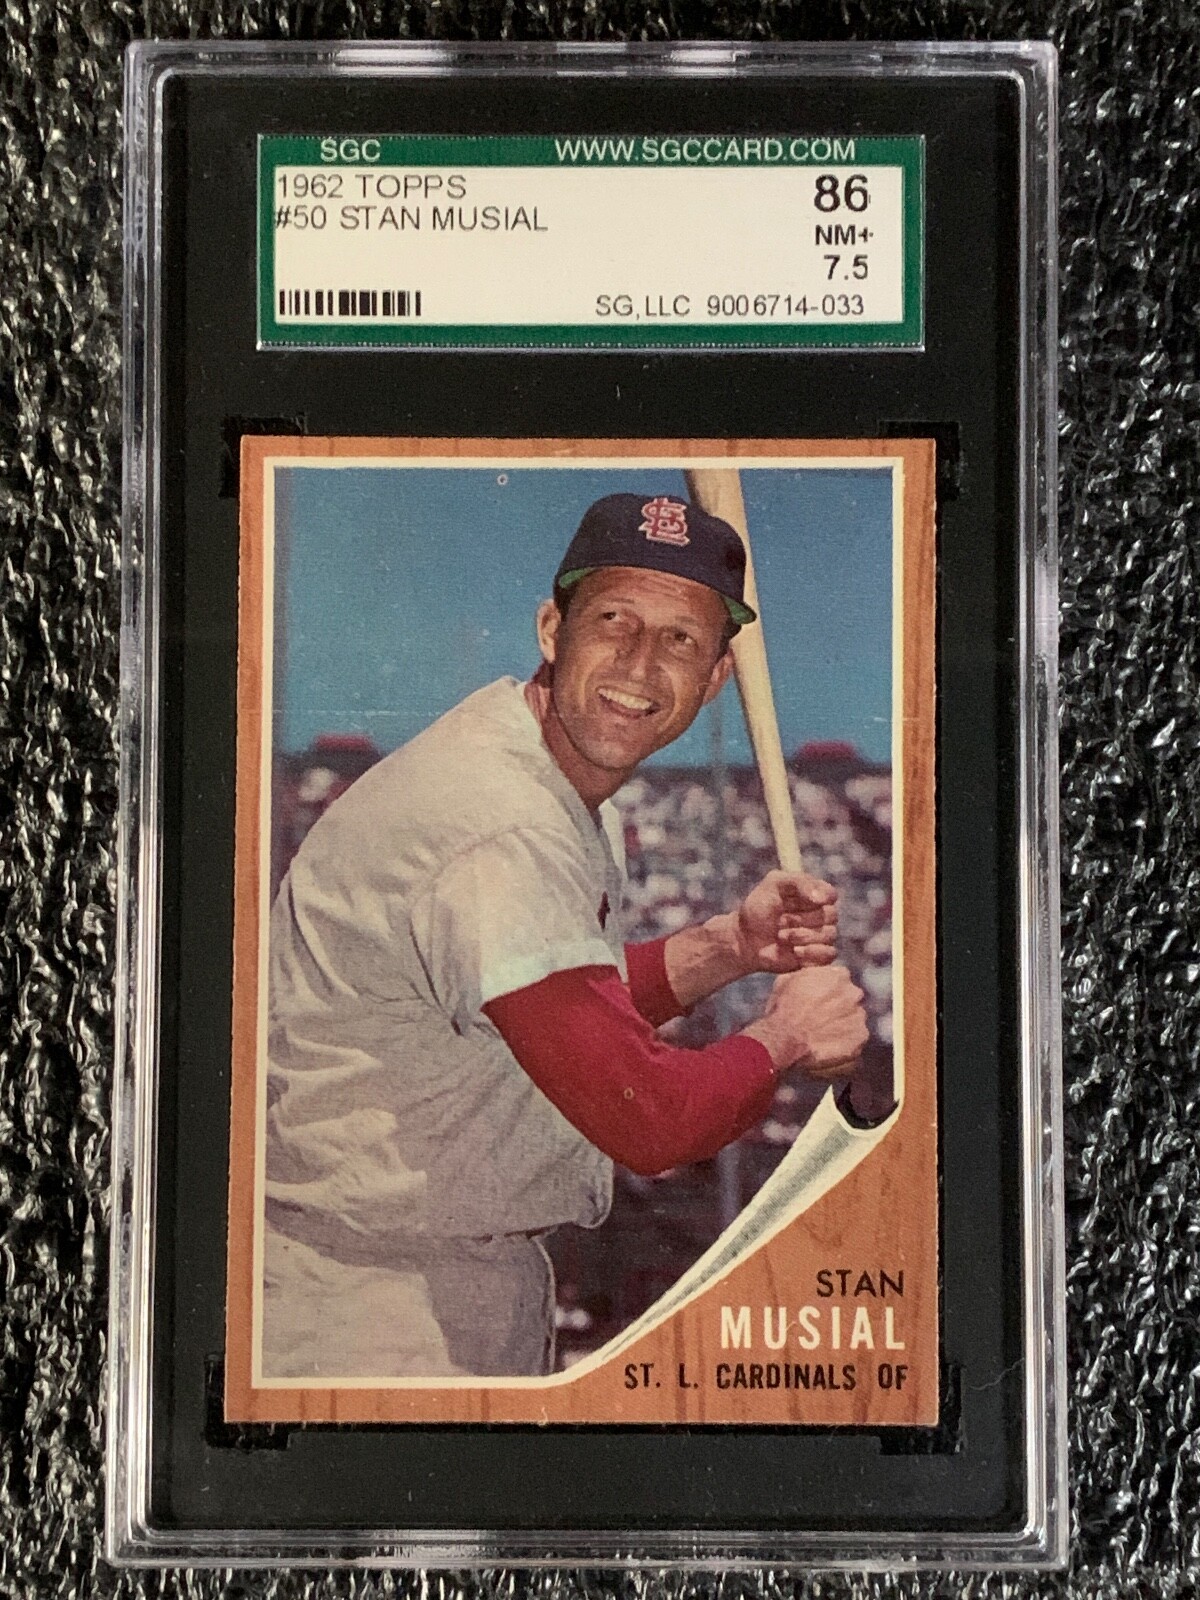 SGC WWW.SGCCARD.COM
1962 TOPPS 86
#50 STAN MUSIAL NM+
7.5
SG,LLC 9006714-033
STL
STAN
MUSIAL
ST. L. CARDINALS OF